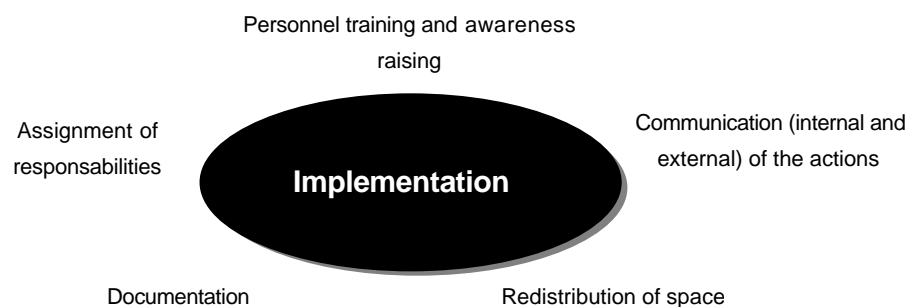 Personnel training and awareness
raising
Assignment of
responsabilities
Communication (internal and
external) of the actions
Implementation
Documentation
Redistribution of space